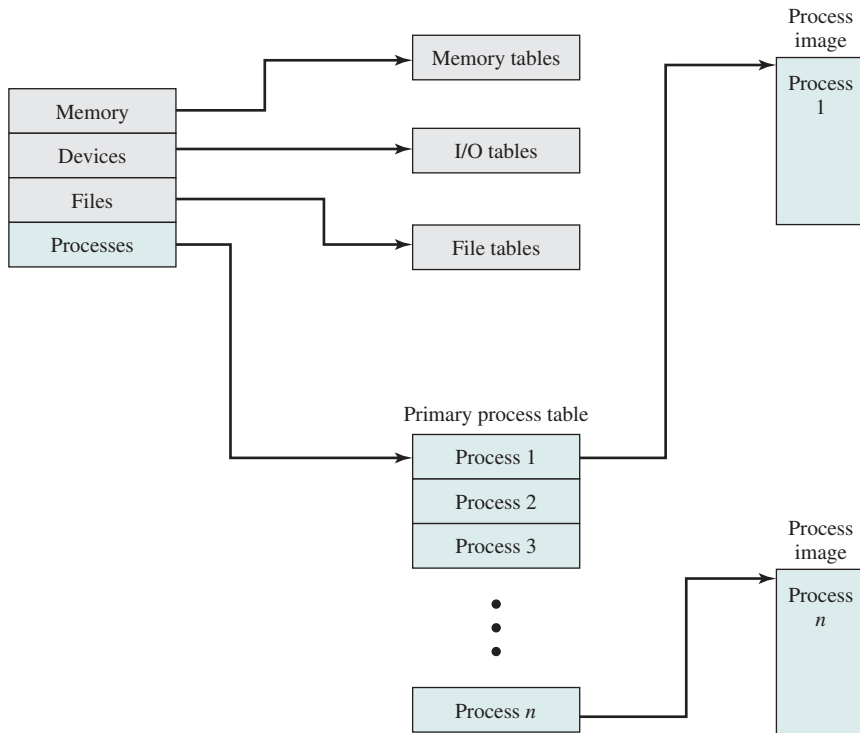 Memory
Devices
Files
Processes
Memory tables
I/O tables
File tables
Primary process table
Process 1
Process 2
Process 3
Process n
Process
image
Process
1
Process
image
Process
n